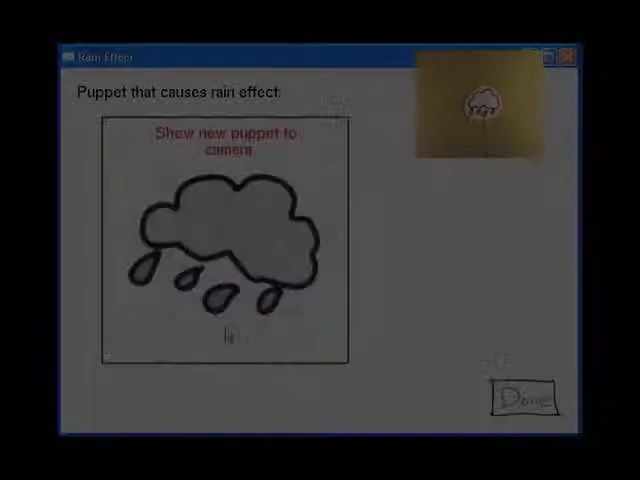 Rain Effect
Puppet that causes rain effect:
Show new puppet to
camera
Done